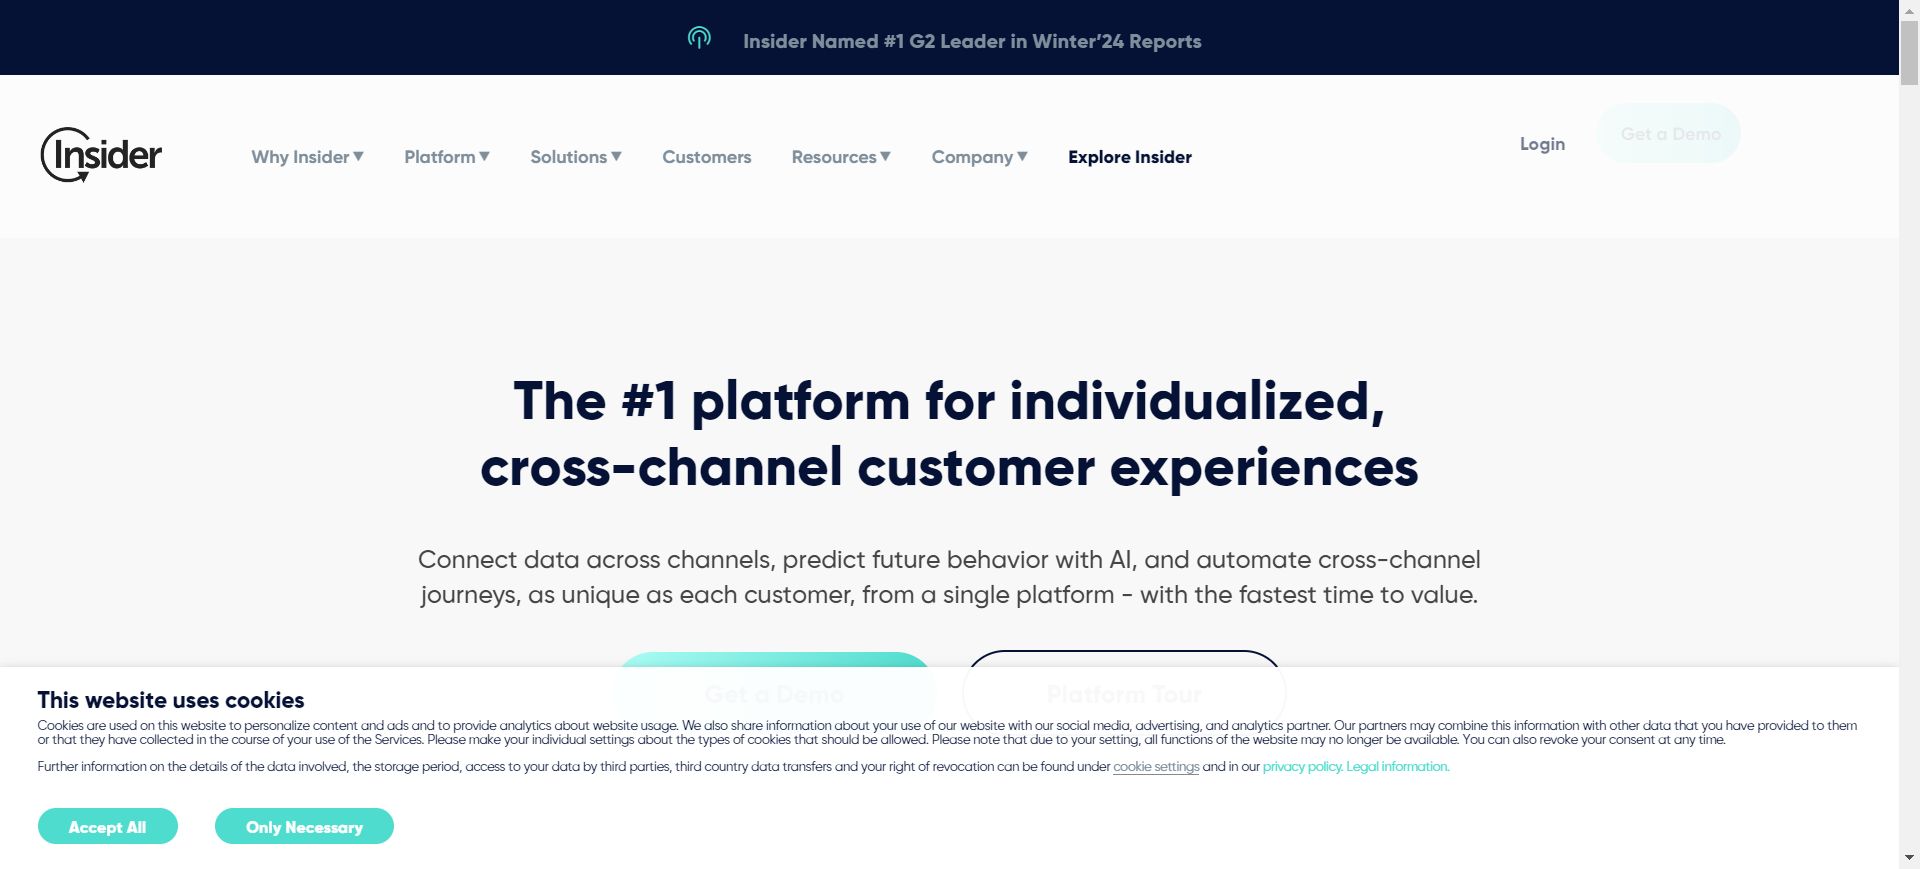 Insider Named #1 G2 Leader in Winter’24 Reports
Insider
Why Insider ▼ Platform ▼ Solutions ▼ Customers Resources ▼ Company ▼ Explore Insider Login Get a Demo
The #1 platform for individualized,
cross-channel customer experiences
Connect data across channels, predict future behavior with AI, and automate cross-channel
journeys, as unique as each customer, from a single platform - with the fastest time to value.
Get a Demo Platform Tour
This website uses cookies
Cookies are used on this website to personalize content and ads and to provide analytics about website usage. We also share information about your use of our website with our social media, advertising, and analytics partner. Our partners may combine this information with other data that you have provided to them
or that they have collected in the course of your use of the Services. Please make your individual settings about the types of cookies that should be allowed. Please note that due to your setting, all functions of the website may no longer be available. You can also revoke your consent at any time.
Further information on the details of the data involved, the storage period, access to your data by third parties, third country data transfers and your right of revocation can be found under cookie settings and in our privacy policy. Legal information.
Accept All Only Necessary